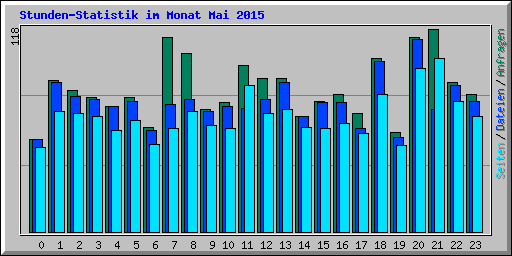 Stunden-Statistik im Monat Mai 2015
118
Seiten / Dateien / Anfragen
0 1 2 3 4 5 6 7 8 9 10 11 12 13 14 15 16 17 18 19 20 21 22 23